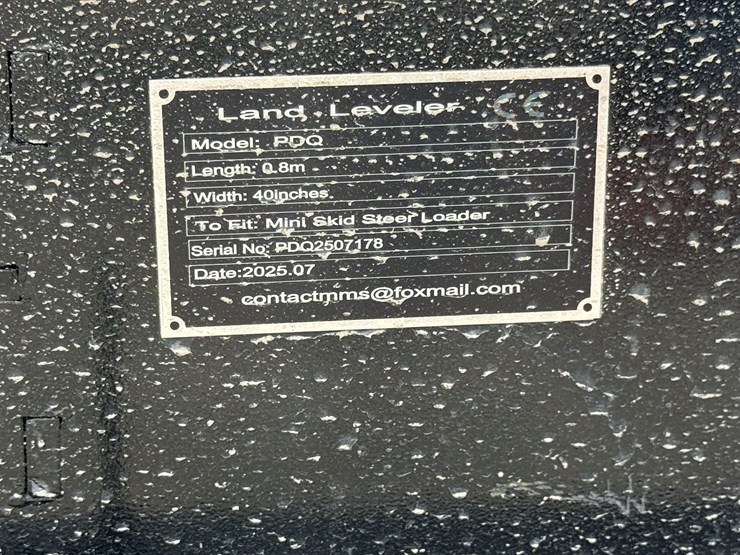 Land Leveler CE
Model: PDQ
Length: 0.8m
Width: 40inches
To Fit: Mini Skid Steer Loader
Serial No: PDQ2507178
Date:2025.07
contactmms@foxmail.com